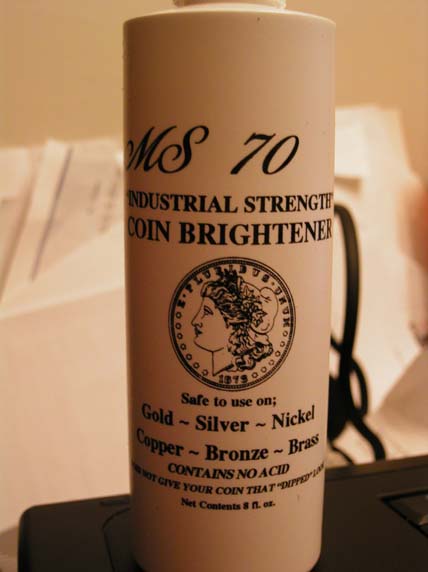 MS 70
"INDUSTRIAL STRENGTH"
COIN BRIGHTENER
E·PLURIBUS·UNUM
1879
Safe to use on;
Gold ~ Silver ~ Nickel
Copper ~ Bronze ~ Brass
CONTAINS NO ACID
NOT GIVE YOUR COIN THAT "DIPPED" LOOK
Net Contents 8 fl. oz.